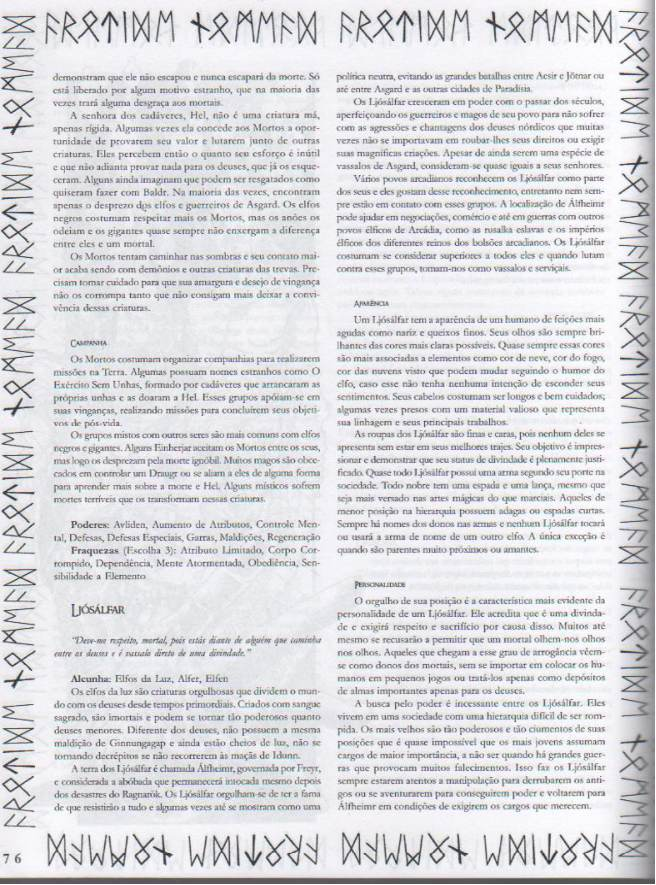 demonstram que ele não escapou e nunca escapará da morte. Só
está liberado por algum motivo estranho, que na maioria das
vezes trará alguma desgraça aos mortais.
A senhora dos cadáveres, Hel, não é uma criatura má,
apenas rígida. Algumas vezes ela concede aos Mortos a opor-
tunidade de provarem seu valor e lutarem junto de outras
criaturas. Eles percebem então o quanto seu esforço é inútil
e que não adianta provar nada para os deuses, que já os esque-
ceram. Alguns ainda imaginam que podem ser resgatados como
quiseram fazer com Baldr. Na maioria das vezes, encontram
apenas o desprezo dos elfos e guerreiros de Asgard. Os elfos
negros costumam respeitar mais os Mortos, mas os anões os
odeiam e os gigantes quase sempre não enxergam a diferença
entre eles e um mortal.
Os Mortos tentam caminhar nas sombras e seu contato mai-
or acaba sendo com demônios e outras criaturas das trevas. Pre-
cisam tomar cuidado para que sua amargura e desejo de vingança
não os corrompa tanto que não consigam mais deixar a convi-
vência dessas criaturas.
CAMPANHA
Os Mortos costumam organizar companhias para realizarem
missões na Terra. Algumas possuam nomes estranhos como O
Exército Sem Unhas, formado por cadáveres que arrancaram as
próprias unhas e as doaram a Hel. Esses grupos apóiam-se em
suas vinganças, realizando missões para concluírem seus objeti-
vos de pós-vida.
Os grupos mistos com outros seres são mais comuns com elfos
negros e gigantes. Alguns Einherjar aceitam os Mortos entre os seus,
mas logo os desprezam pela morte ignóbil. Muitos magos são obce-
cados em controlar um Draugr ou se aliam a eles de alguma forma
para aprender mais sobre a morte e Hel. Alguns místicos sofrem
mortes terríveis que os transformam nessas criaturas.
Poderes: Avliden, Aumento de Atributos, Controle Men-
tal, Defesas, Defesas Especiais, Garras, Maldições, Regeneração
Fraquezas (Escolha 3): Atributo Limitado, Corpo Cor-
rompido, Dependência, Mente Atormentada, Obediência, Sen-
sibilidade a Elemento
LJÓSÁLFAR
"Deve-me respeito, mortal, pois estás diante de alguém que caminha
entre os deuses e é vassalo direto de uma divindade."
Alcunha: Elfos da Luz, Alfer, Elfen
Os elfos da luz são criaturas orgulhosas que dividem o mun-
do com os deuses desde tempos primordiais. Criados com sangue
sagrado, são imortais e podem se tornar tão poderosos quanto
deuses menores. Diferente dos deuses, não possuem a mesma
maldição de Ginnungagap e ainda estão cheios de luz, não se
tornando decrépitos se não recorrerem às maçãs de Idunn.
A terra dos Ljósálfar é chamada Álfheimr, governada por Freyr,
e considerada a abóbada que permanecerá intocada mesmo depois
dos desastres do Ragnarök. Os Ljósálfar orgulham-se de ter a fama
de que resistirão a tudo e algumas vezes até se mostram como uma
política neutra, evitando as grandes batalhas entre Aesir e Jötnar ou
até entre Asgard e as outras cidades de Paradísia.
Os Ljósálfar cresceram em poder com o passar dos séculos,
aperfeiçoando os guerreiros e magos de seu povo para não sofrer
com as agressões e chantagens dos deuses nórdicos que muitas
vezes não se importavam em roubar-lhes seus direitos ou exigir
suas magníficas criações. Apesar de ainda serem uma espécie de
vassalos de Asgard, consideram-se quase iguais a seus senhores.
Vários povos arcadianos reconhecem os Ljósálfar como parte
dos seus e eles gostam desse reconhecimento, entretanto nem sem-
pre estão em contato com esses grupos. A localização de Álfheimr
pode ajudar em negociações, comércio e até em guerras com outros
povos élficos de Arcádia, como as rusalka eslavas e os impérios
élficos dos diferentes reinos dos bolsões arcadianos. Os Ljósálfar
costumam se considerar superiores a todos eles e quando lutam
contra esses grupos, tomam-nos como vassalos e serviçais.
APARÊNCIA
Um Ljósálfar tem a aparência de um humano de feições mais
agudas como nariz e queixos finos. Seus olhos são sempre bri-
lhantes das cores mais claras possíveis. Quase sempre essas cores
são mais associadas a elementos como cor de neve, cor do fogo,
cor das nuvens visto que podem mudar seguindo o humor do
elfo, caso esse não tenha nenhuma intenção de esconder seus
sentimentos. Seus cabelos costumam ser longos e bem cuidados;
algumas vezes presos com um material valioso que representa
sua linhagem e seus principais trabalhos.
As roupas dos Ljósálfar são finas e caras, pois nenhum deles se
apresenta sem estar em seus melhores trajes. Seu objetivo é impres-
sionar e demonstrar que seu status de divindade é plenamente justi-
ficado. Quase todo Ljósálfar possui uma arma segundo seu porte na
sociedade. Todo nobre tem uma espada e uma lança, mesmo que
seja mais versado nas artes mágicas do que marciais. Aqueles de
menor posição na hierarquia possuem adagas ou espadas curtas.
Sempre há nomes dos donos nas armas e nenhum Ljósálfar tocará
ou usará a arma de nome de um outro elfo. A única exceção é
quando são parentes muito próximos ou amantes.
PERSONALIDADE
O orgulho de sua posição é a característica mais evidente da
personalidade de um Ljósálfar. Ele acredita que é uma divinda-
de e exigirá respeito e sacrifício por causa disso. Muitos até
mesmo se recusarão a permitir que um mortal olhem-nos olhos
nos olhos. Aqueles que chegam a esse grau de arrogância vêem-
se como donos dos mortais, sem se importar em colocar os hu-
manos em pequenos jogos ou tratá-los apenas como depósitos
de almas importantes apenas para os deuses.
A busca pelo poder é incessante entre os Ljósálfar. Eles
vivem em uma sociedade com uma hierarquia difícil de ser rom-
pida. Os mais velhos são tão poderosos e tão ciumentos de suas
posições que é quase impossível que os mais jovens assumam
cargos de maior importância, a não ser quando há grandes guer-
ras que provocam muitos falecimentos. Isso faz os Ljósálfar
sempre estarem atentos a manipulação para derrubarem os anti-
gos ou se aventurarem para conseguirem poder e voltarem para
Álfheimr em condições de exigirem os cargos que merecem.
76